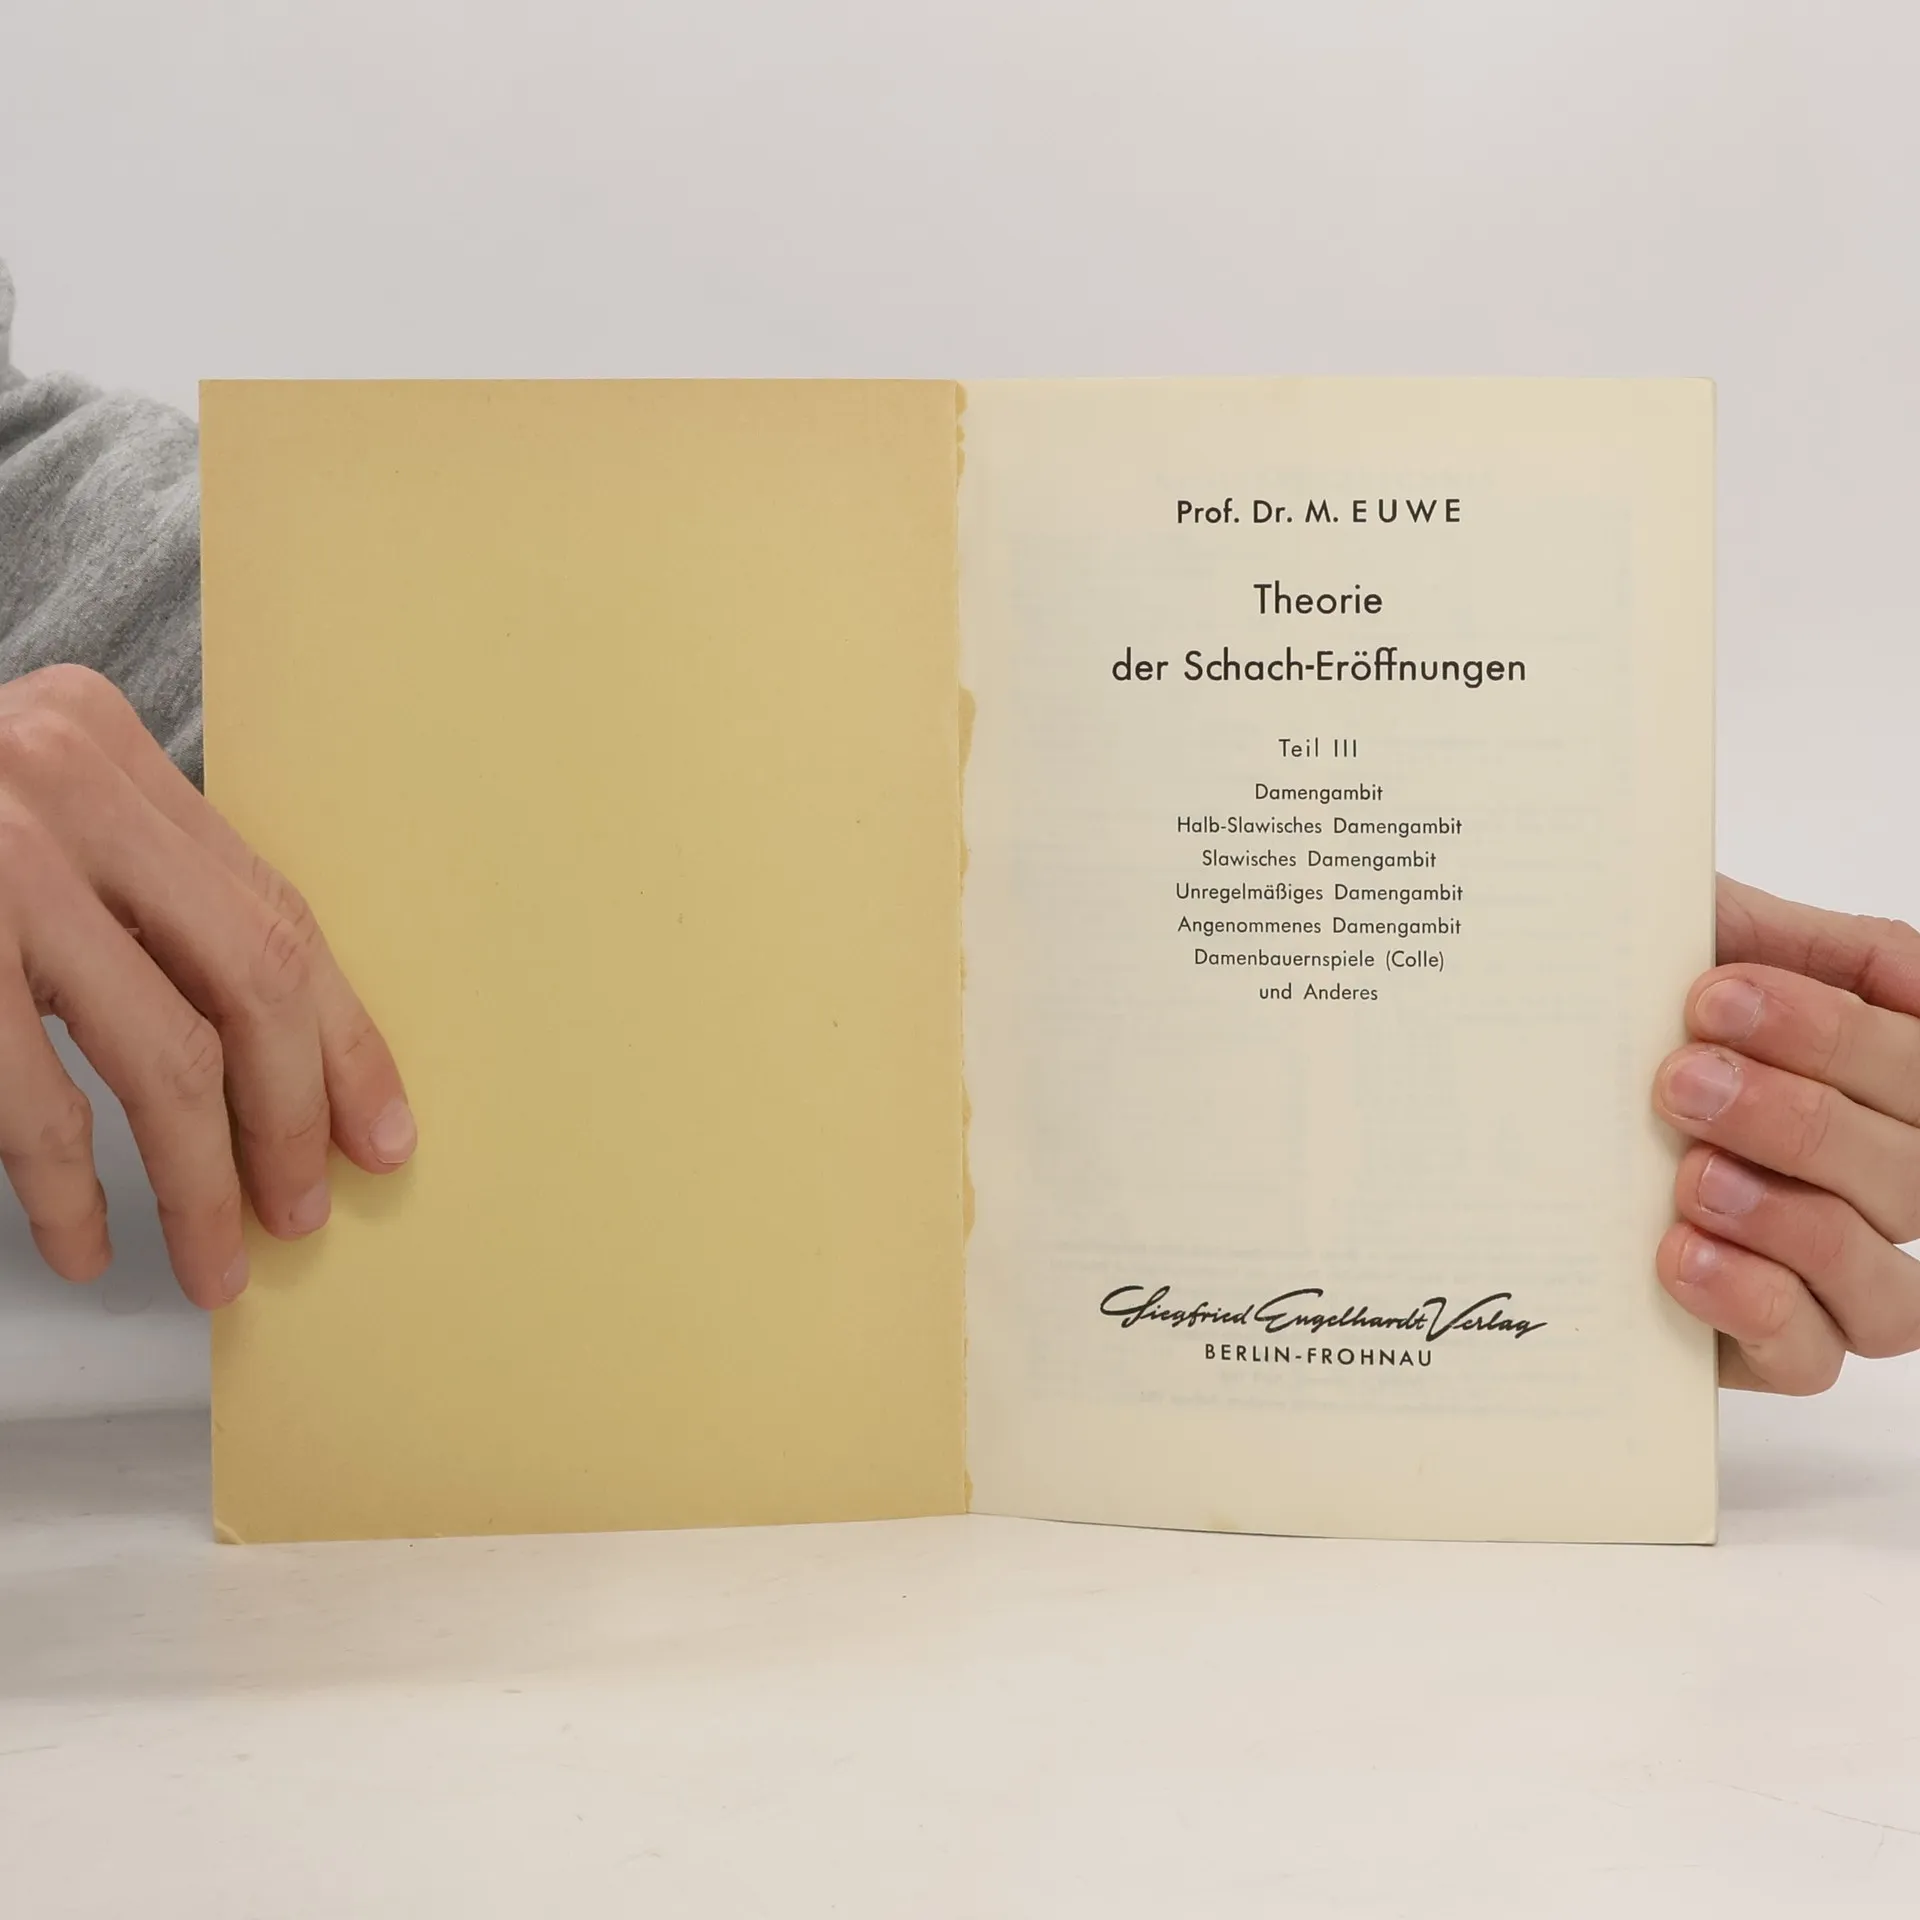 Prof. Dr. M. EUWE
Theorie
der Schach-Eröffnungen
Teil III
Damengambit
Halb-Slawisches Damengambit
Slawisches Damengambit
Unregelmäßiges Damengambit
Angenommenes Damengambit
Damenbauernspiele (Colle)
und Anderes
Siegfried Engelhardt Verlag
BERLIN-FROHNAU